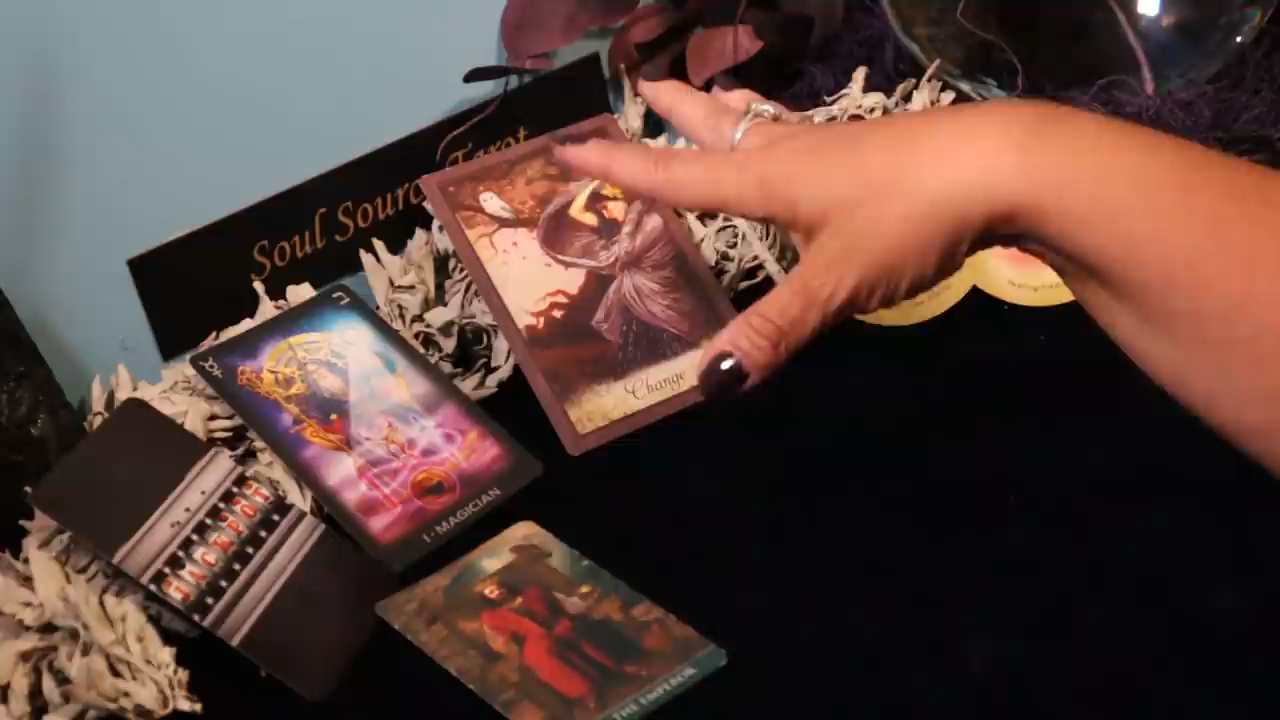 Soul Source Tarot
Change
I · MAGICIAN
JACKPOT
THE EMPEROR